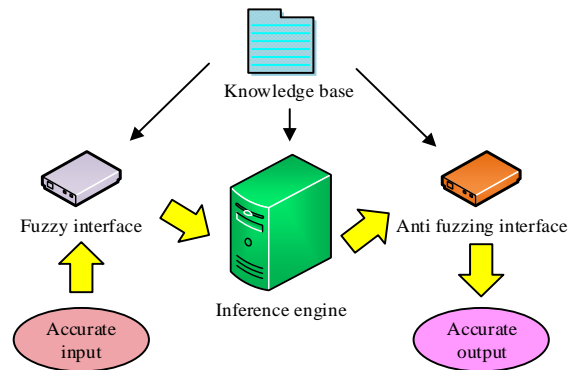 Knowledge base
Fuzzy interface
Anti fuzzing interface
Inference engine
Accurate
input
Accurate
output